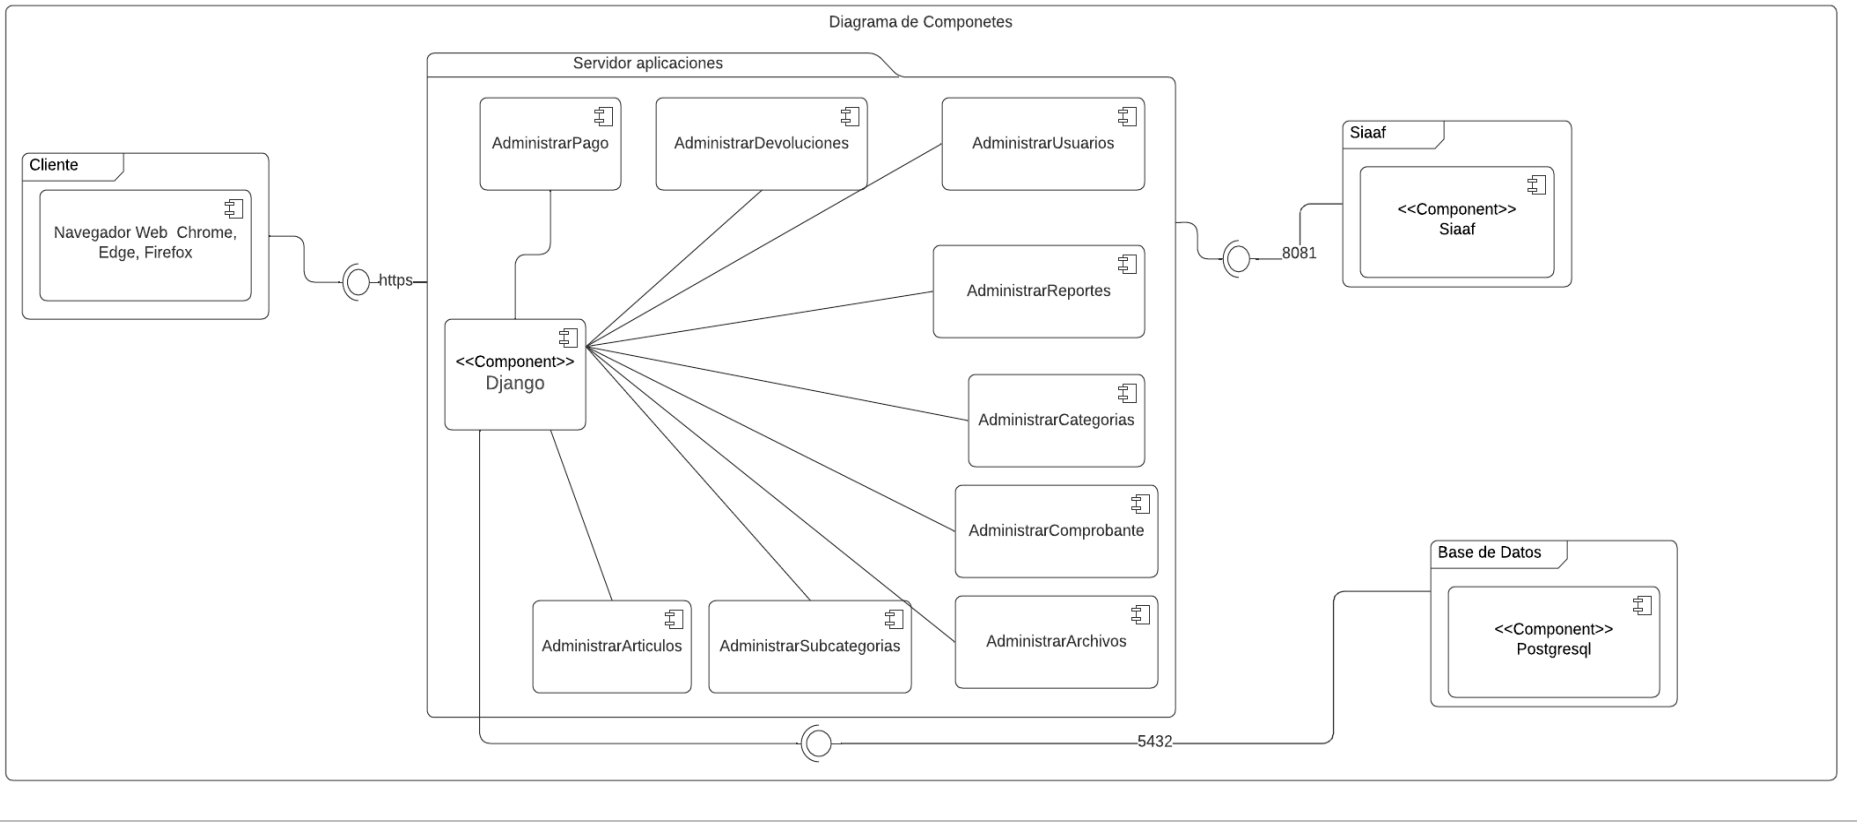 Diagrama de Componetes
Servidor aplicaciones
Cliente
Navegador Web  Chrome,
Edge, Firefox
https
AdministrarPago
AdministrarDevoluciones
AdministrarUsuarios
AdministrarReportes
<<Component>>
Django
AdministrarCategorias
AdministrarComprobante
AdministrarArticulos
AdministrarSubcategorias
AdministrarArchivos
8081
Siaaf
<<Component>>
Siaaf
Base de Datos
<<Component>>
Postgresql
5432